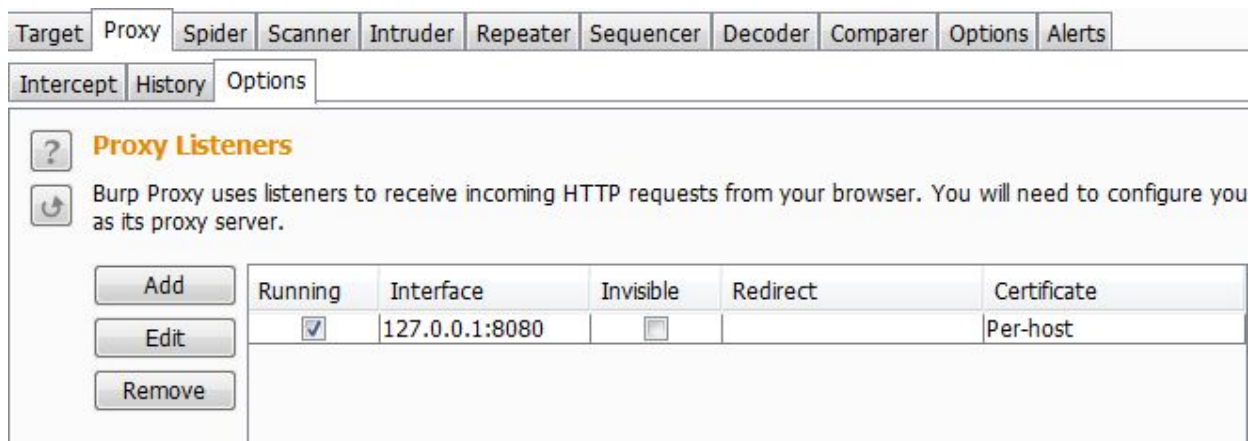 Target Proxy Spider Scanner Intruder Repeater Sequencer Decoder Comparer Options Alerts
Intercept History Options
? Proxy Listeners
Burp Proxy uses listeners to receive incoming HTTP requests from your browser. You will need to configure you
as its proxy server.
Add Running Interface Invisible Redirect Certificate
127.0.0.1:8080 Per-host
Edit
Remove